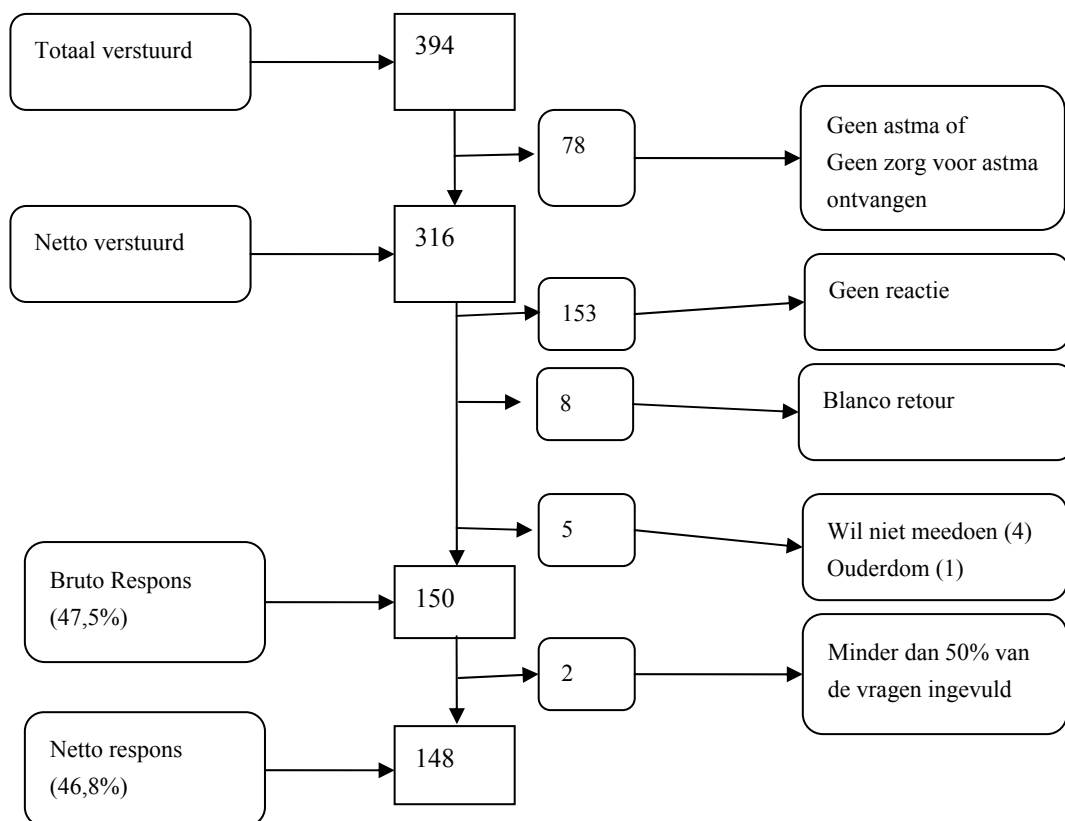 Totaal verstuurd
394
78
Geen astma of
Geen zorg voor astma
ontvangen
Netto verstuurd
316
153
Geen reactie
8
Blanco retour
5
Wil niet meedoen (4)
Ouderdom (1)
Bruto Respons
(47,5%)
150
2
Minder dan 50% van
de vragen ingevuld
Netto respons
(46,8%)
148